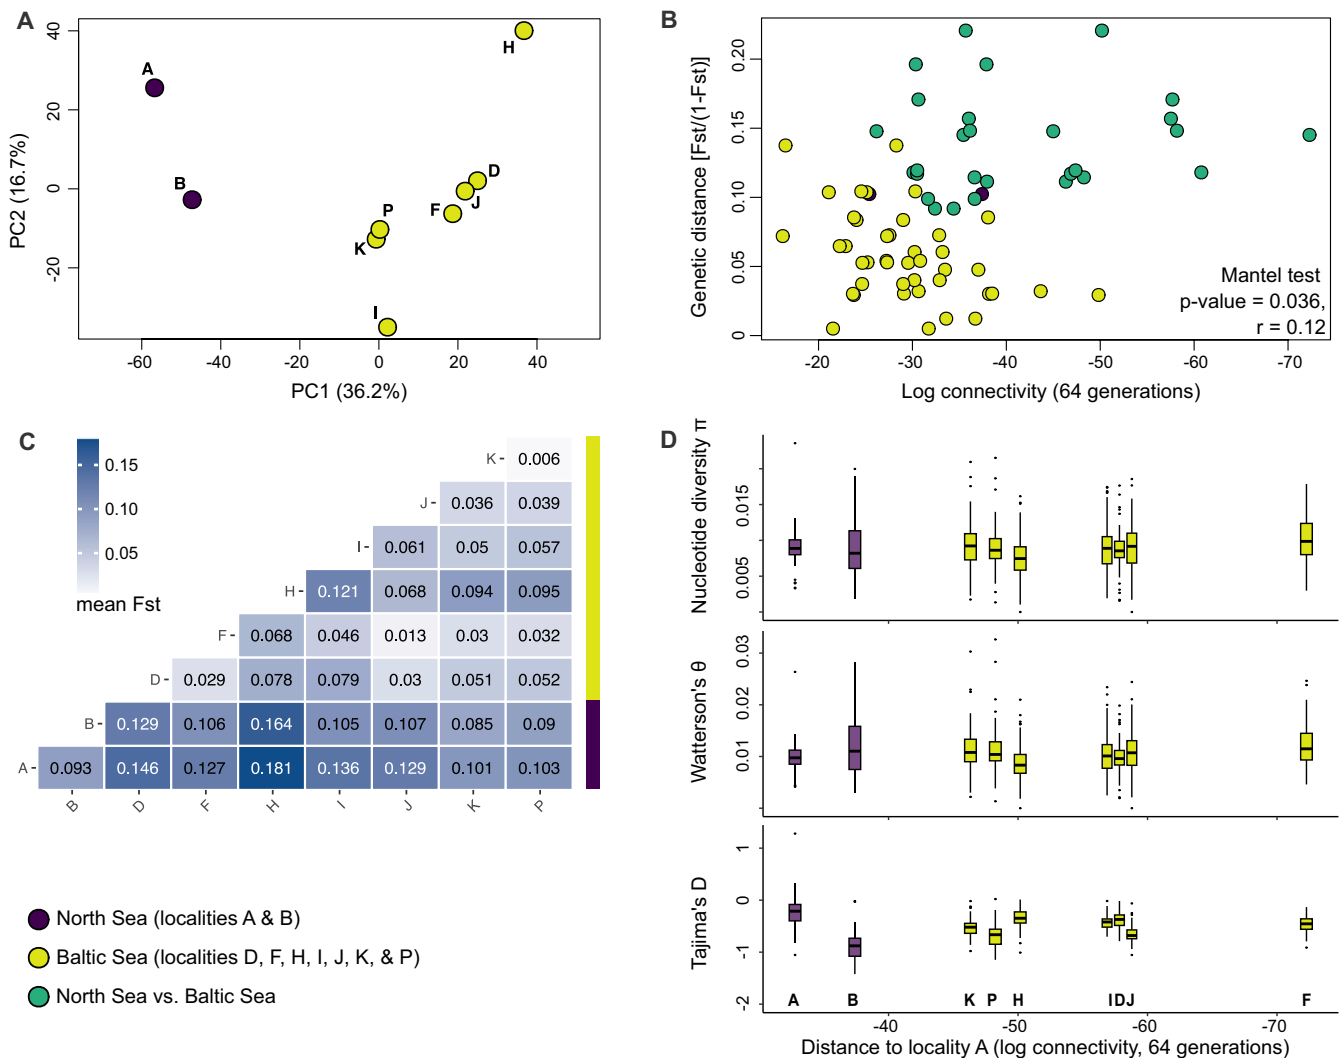 A
40
20
0
-20
PC2 (16.7%)
H
A
B
D
J
F
P
K
I
-60
-40
-20
0
20
40
PC1 (36.2%)
B
0.20
0.15
0.10
0.05
0
Genetic distance [Fst/(1-Fst)]
Mantel test
p-value = 0.036,
r = 0.12
-20
-30
-40
-50
-60
-70
Log connectivity (64 generations)
C
0.15
0.10
0.05
mean Fst
K 0.006
J 0.036 0.039
I 0.061 0.05 0.057
H 0.121 0.068 0.094 0.095
F 0.068 0.046 0.013 0.03 0.032
D 0.029 0.078 0.079 0.03 0.051 0.052
B 0.129 0.106 0.164 0.105 0.107 0.085 0.09
A 0.093 0.146 0.127 0.181 0.136 0.129 0.101 0.103
B D F H I J K P
North Sea (localities A & B)
Baltic Sea (localities D, F, H, I, J, K, & P)
North Sea vs. Baltic Sea
D
Nucleotide diversity π
0.015
0.005
Watterson's θ
0.03
0.02
0.01
Tajima's D
1
0
-1
-2
A B K P H I D J F
-40
-50
-60
-70
Distance to locality A (log connectivity, 64 generations)